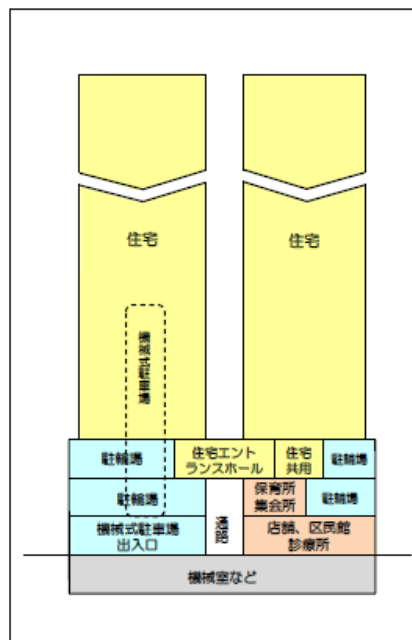 住宅
住宅
機械式駐車場
駐輪場
住宅エント
ランスホール
住宅
共用
駐輪場
駐輪場
通路
保育所
集会所
駐輪場
機械式駐車場
出入口
店舗、区民館
診療所
機械室など